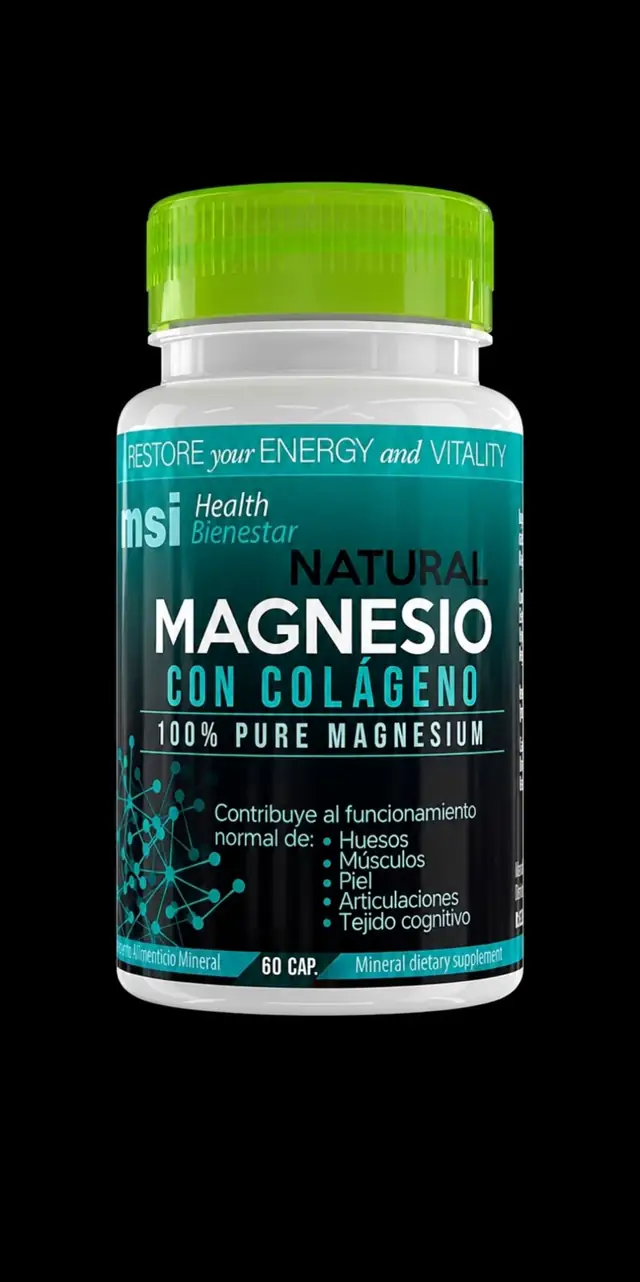 RESTORE your ENERGY and VITALITY
msi Health
Bienestar
NATURAL
MAGNESIO
CON COLÁGENO
100% PURE MAGNESIUM
Contribuye al funcionamiento
normal de: • Huesos
• Músculos
• Piel
• Articulaciones
• Tejido cognitivo
Alimenticio Mineral 60 CAP. Mineral dietary supplement